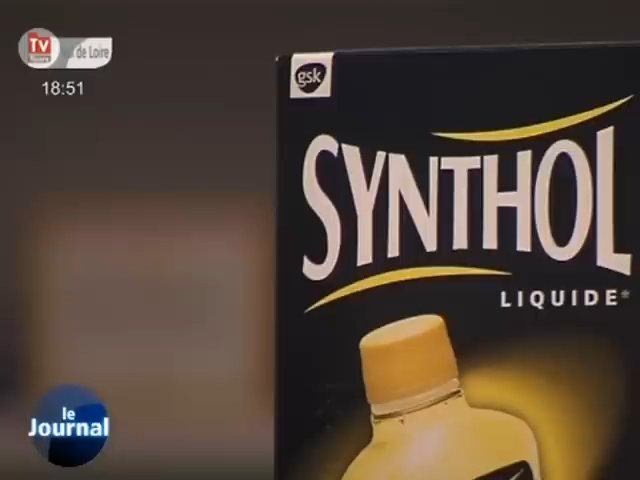 TV
de Loire
18:51
gsk
SYNTHOL
LIQUIDE*
le
Journal